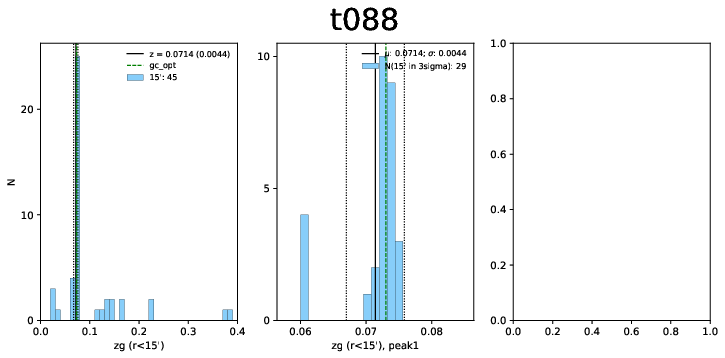 t088
z = 0.0714 (0.0044)
gc_opt
15': 45
N
0
10
20
0.0 0.1 0.2 0.3 0.4
zg (r<15')
μ: 0.0714; σ: 0.0044
N(15' in 3sigma): 29
0
5
10
0.06 0.07 0.08
zg (r<15'), peak1
1.0
0.8
0.6
0.4
0.2
0.0
0.0 0.2 0.4 0.6 0.8 1.0